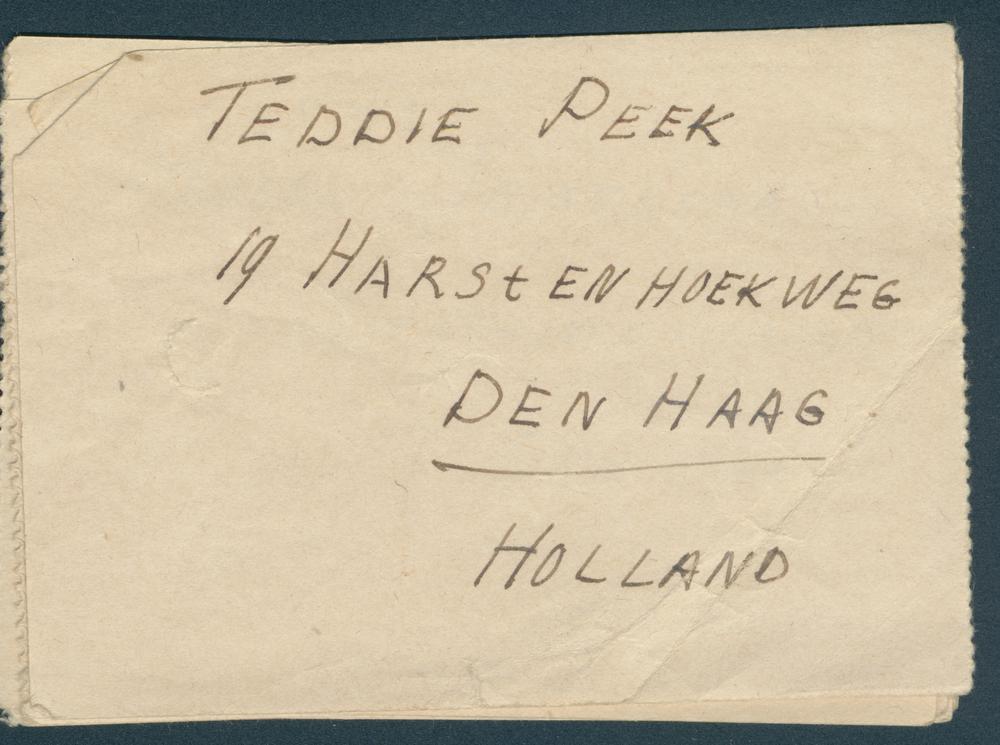 TEDDIE PEEK
19 HARStENHOEKWEG
DEN HAAG
HOLLAND